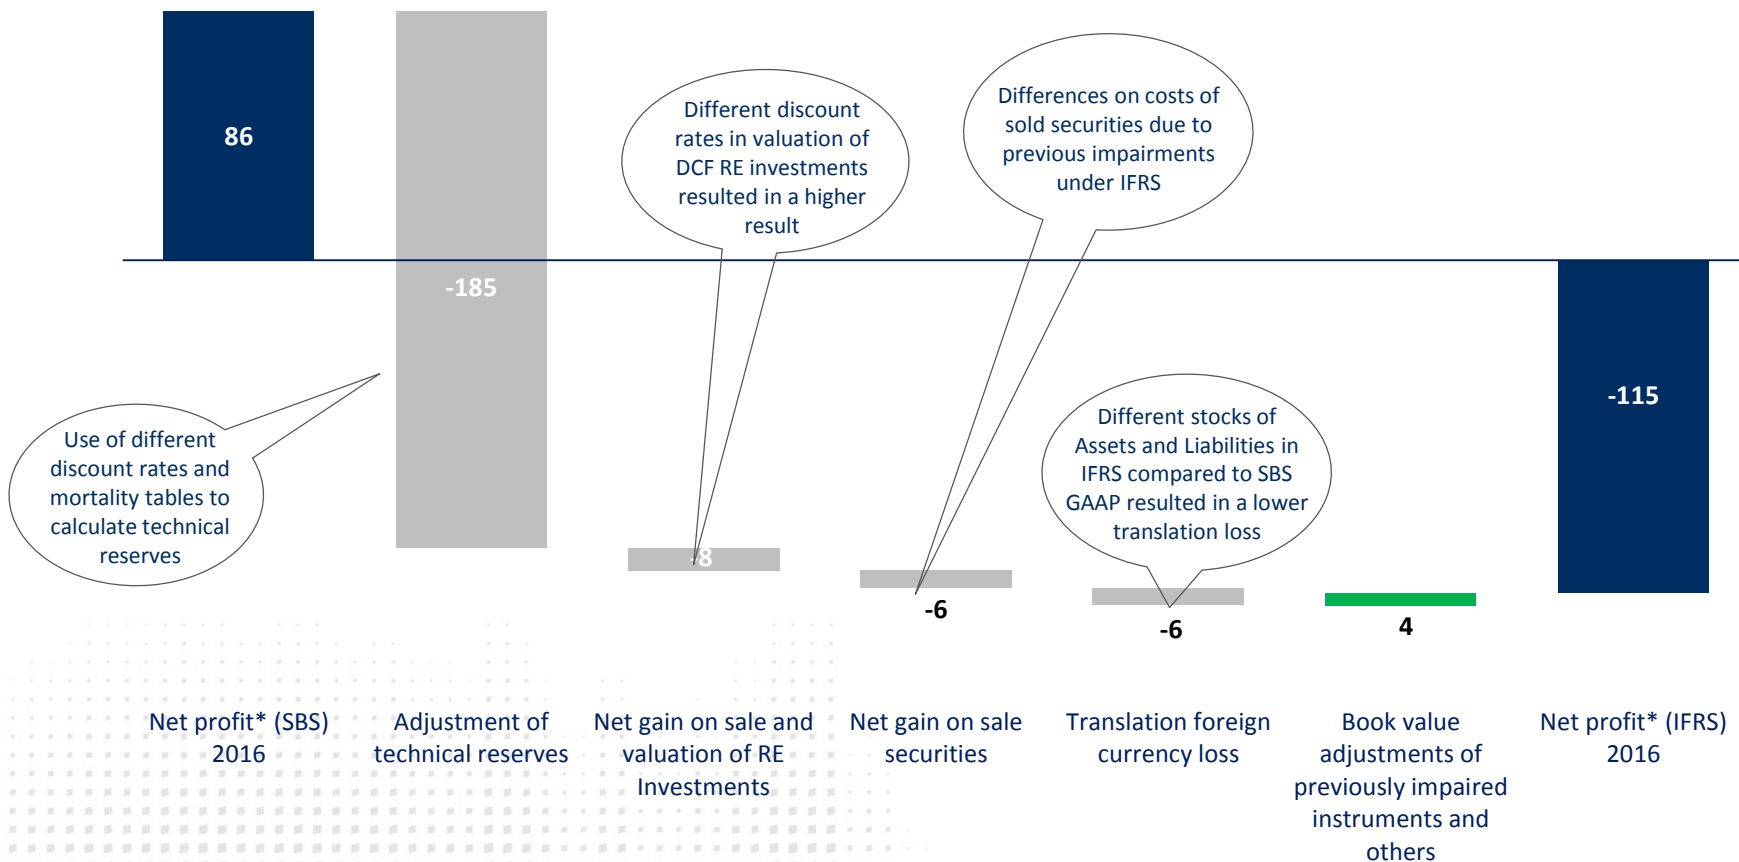 86
-185
-8
-6
-6
4
-115
Use of different
discount rates and
mortality tables to
calculate technical
reserves
Different discount
rates in valuation of
DCF RE investments
resulted in a higher
result
Differences on costs of
sold securities due to
previous impairments
under IFRS
Different stocks of
Assets and Liabilities in
IFRS compared to SBS
GAAP resulted in a lower
translation loss
Net profit* (SBS)
2016
Adjustment of
technical reserves
Net gain on sale and
valuation of RE
Investments
Net gain on sale
securities
Translation foreign
currency loss
Book value
adjustments of
previously impaired
instruments and
others
Net profit* (IFRS)
2016